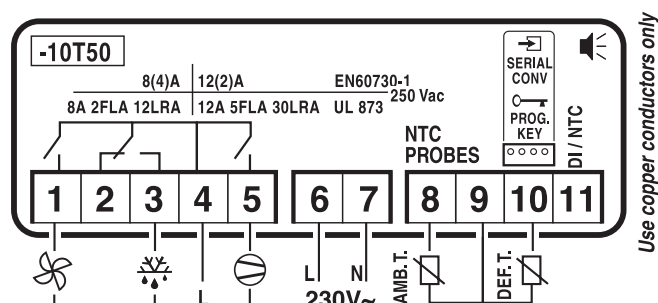 -10T50
8(4)A 12(2)A EN60730-1
8A 2FLA 12LRA 12A 5FLA 30LRA UL 873
250 Vac
SERIAL
CONV
PROG.
KEY
NTC
PROBES
DI / NTC
1 2 3 4 5 6 7 8 9 10 11
L
L N
230V~
AMB.T.
DEF.T.
Use copper conductors only